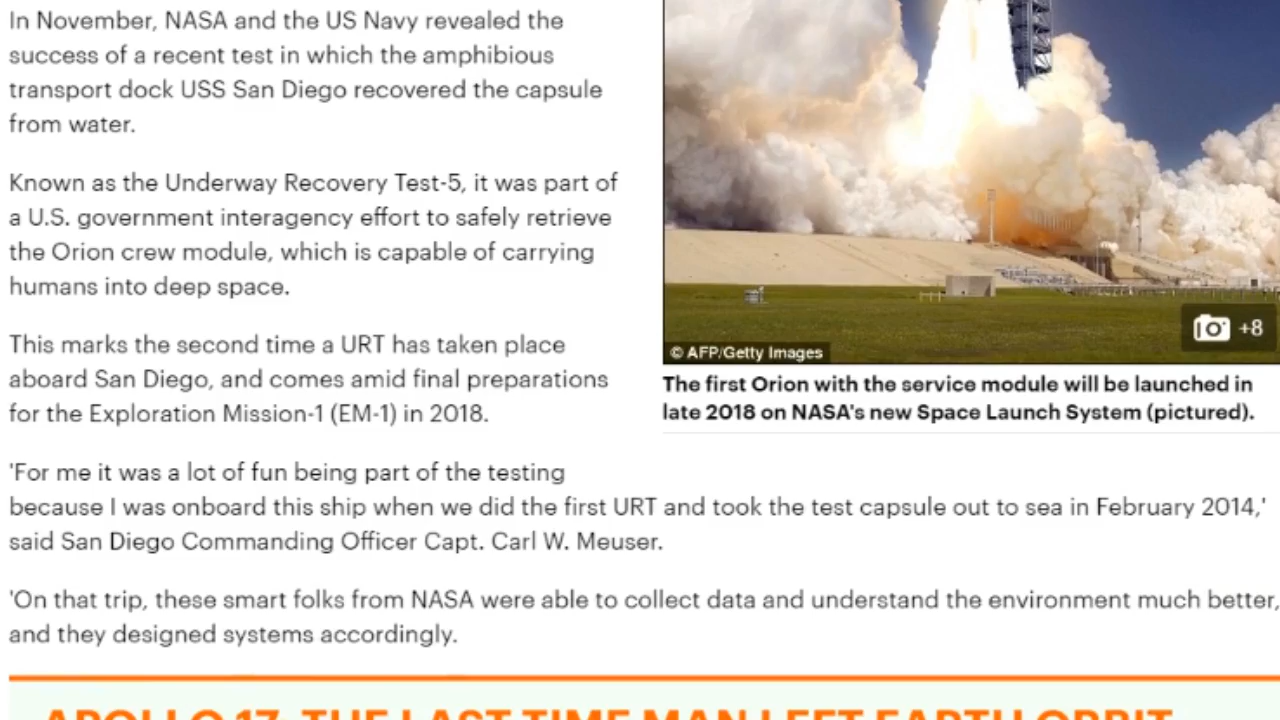 In November, NASA and the US Navy revealed the
success of a recent test in which the amphibious
transport dock USS San Diego recovered the capsule
from water.
Known as the Underway Recovery Test-5, it was part of
a U.S. government interagency effort to safely retrieve
the Orion crew module, which is capable of carrying
humans into deep space.
This marks the second time a URT has taken place
aboard San Diego, and comes amid final preparations
for the Exploration Mission-1 (EM-1) in 2018.
+8
© AFP/Getty Images
The first Orion with the service module will be launched in
late 2018 on NASA's new Space Launch System (pictured).
'For me it was a lot of fun being part of the testing
because I was onboard this ship when we did the first URT and took the test capsule out to sea in February 2014,'
said San Diego Commanding Officer Capt. Carl W. Meuser.
'On that trip, these smart folks from NASA were able to collect data and understand the environment much better,
and they designed systems accordingly.
APOLLO 17: THE LAST TIME MAN LEFT EARTH ORBIT